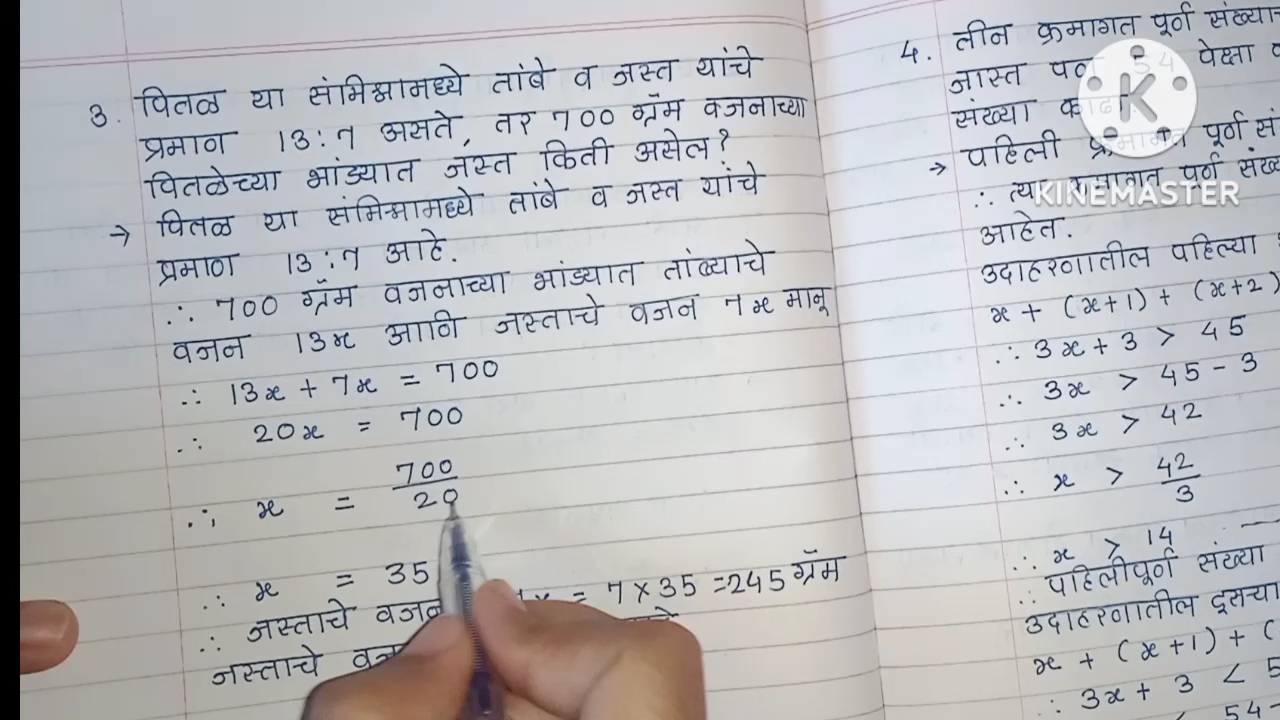 3. पितळ या संमिश्रामध्ये तांबे व जस्त यांचे
प्रमाण 13:7 असते, तर 700 ग्रॅम वजनाच्या
पितळेच्या भांड्यात जस्त किती असेल?
→ पितळ या संमिश्रामध्ये तांबे व जस्त यांचे
प्रमाण 13:7 आहे.
∴ 700 ग्रॅम वजनाच्या भांड्यात तांब्याचे
वजन 13x आणि जस्ताचे वजन 7x मानू
∴ 13x + 7x = 700
∴ 20x = 700
∴ x = 700/20
∴ x = 35
∴ जस्ताचे वजन = 7 × 35 = 245 ग्रॅम
जस्ताचे
4. तीन क्रमागत पूर्ण
जास्त 54 पेक्षा
संख्या
→ पहिली पूर्ण
∴ पूर्ण
आहेत.
उदाहरणातील पहिल्या
x + (x+1) + (x+2)
∴ 3x + 3 > 45
∴ 3x > 45 - 3
∴ 3x > 42
∴ x > 42/3
∴ x > 14
∴ पहिलीपूर्ण संख्या
उदाहरणातील दुसऱ्या
x + (x+1) + (
∴ 3x + 3 < 5
54 -
KINEMASTER